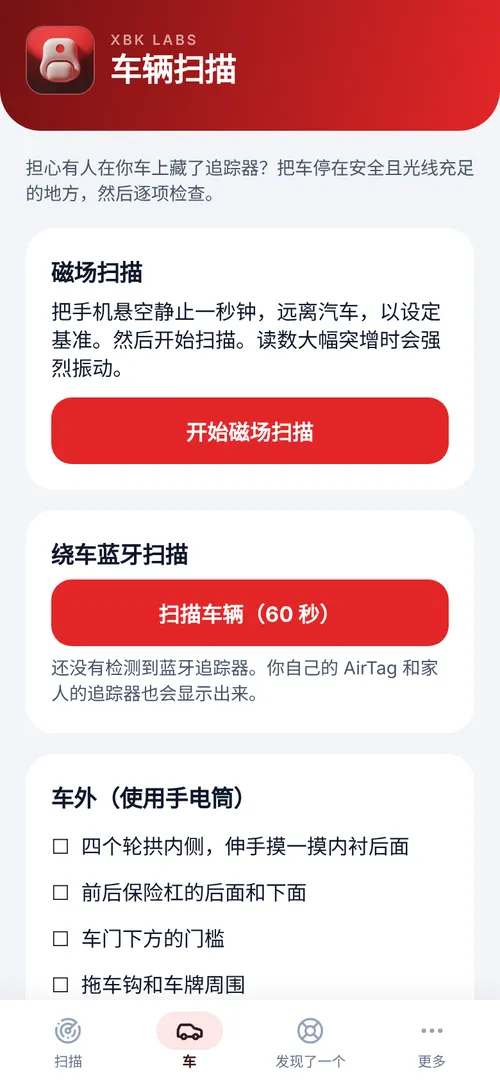 XBK LABS
车辆扫描
担心有人在你车上藏了追踪器？把车停在安全且光线充足
的地方，然后逐项检查。
磁场扫描
把手机悬空静止一秒钟，远离汽车，以设定
基准。然后开始扫描。读数大幅突增时会强
烈振动。
开始磁场扫描
绕车蓝牙扫描
扫描车辆（60 秒）
还没有检测到蓝牙追踪器。你自己的 AirTag 和家
人的追踪器也会显示出来。
车外（使用手电筒）
☐ 四个轮拱内侧，伸手摸一摸内衬后面
☐ 前后保险杠的后面和下面
☐ 车门下方的门槛
☐ 拖车钩和车牌周围
扫描
车
发现了一个
更多